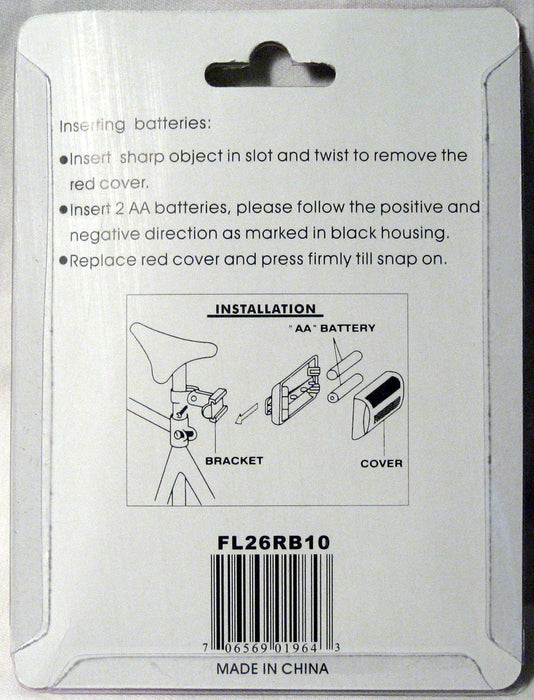 Inserting batteries:
●Insert sharp object in slot and twist to remove the
red cover.
●Insert 2 AA batteries, please follow the positive and
negative direction as marked in black housing.
●Replace red cover and press firmly till snap on.
INSTALLATION
"AA" BATTERY
BRACKET
COVER
FL26RB10
7 06569 01964 3
MADE IN CHINA